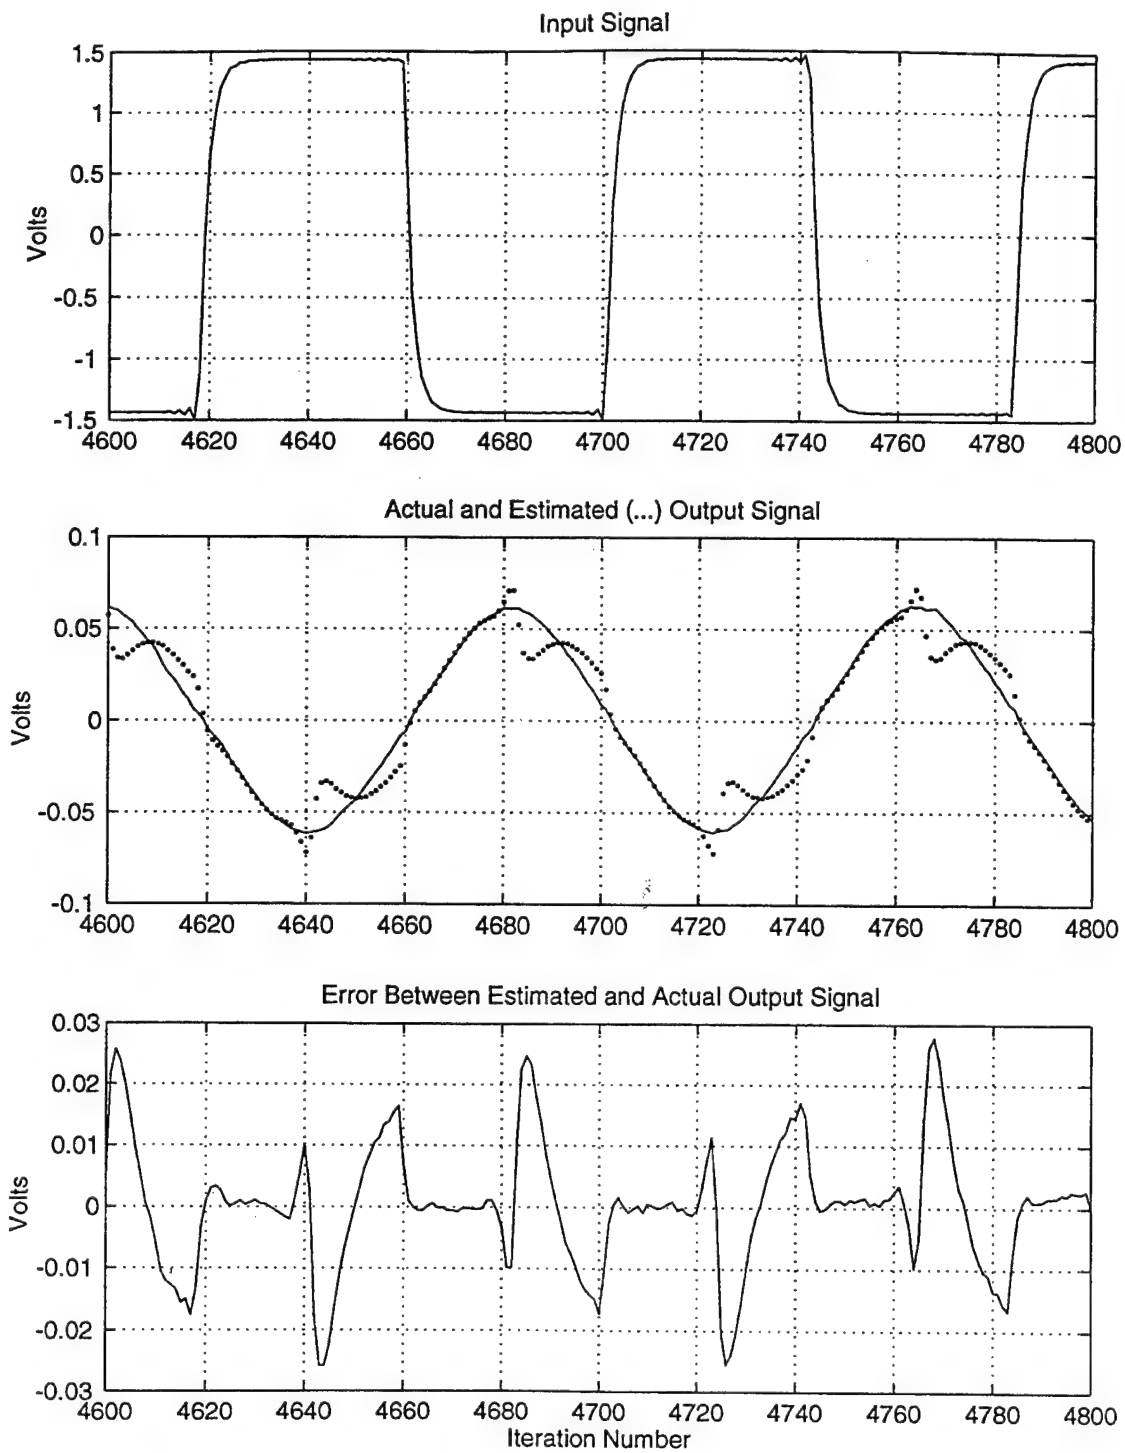 Input Signal
1.5
1
0.5
0
-0.5
-1
-1.5
Volts
4600 4620 4640 4660 4680 4700 4720 4740 4760 4780 4800
Actual and Estimated (...) Output Signal
0.1
0.05
0
-0.05
-0.1
Volts
4600 4620 4640 4660 4680 4700 4720 4740 4760 4780 4800
Error Between Estimated and Actual Output Signal
0.03
0.02
0.01
0
-0.01
-0.02
-0.03
Volts
4600 4620 4640 4660 4680 4700 4720 4740 4760 4780 4800
Iteration Number